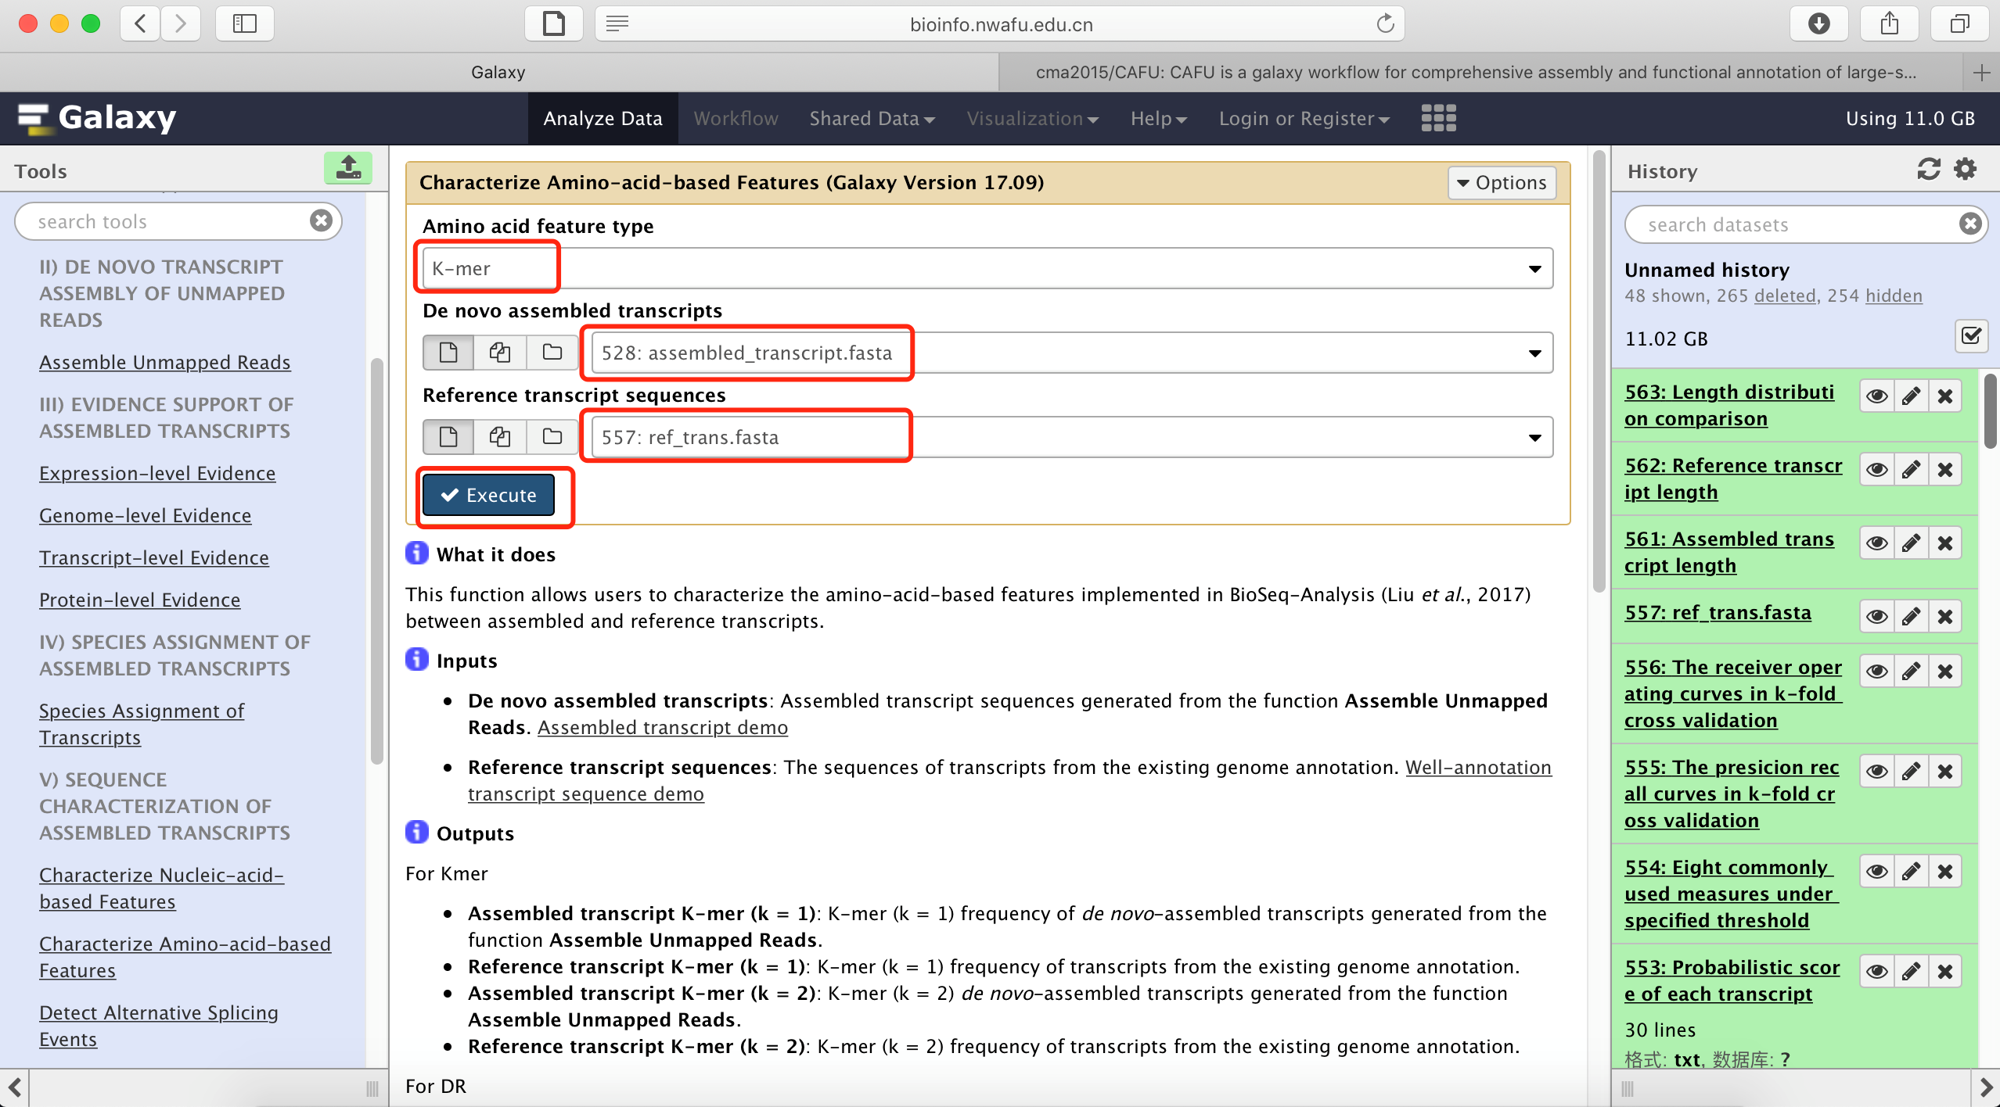 bioinfo.nwafu.edu.cn
Galaxy
cma2015/CAFU: CAFU is a galaxy workflow for comprehensive assembly and functional annotation of large-s...
Galaxy
Analyze Data
Workflow
Shared Data
Visualization
Help
Login or Register
Using 11.0 GB
Tools
search tools
II) DE NOVO TRANSCRIPT
ASSEMBLY OF UNMAPPED
READS
Assemble Unmapped Reads
III) EVIDENCE SUPPORT OF
ASSEMBLED TRANSCRIPTS
Expression-level Evidence
Genome-level Evidence
Transcript-level Evidence
Protein-level Evidence
IV) SPECIES ASSIGNMENT OF
ASSEMBLED TRANSCRIPTS
Species Assignment of
Transcripts
V) SEQUENCE
CHARACTERIZATION OF
ASSEMBLED TRANSCRIPTS
Characterize Nucleic-acid-
based Features
Characterize Amino-acid-based
Features
Detect Alternative Splicing
Events
Characterize Amino-acid-based Features (Galaxy Version 17.09)
Options
Amino acid feature type
K-mer
De novo assembled transcripts
528: assembled_transcript.fasta
Reference transcript sequences
557: ref_trans.fasta
Execute
What it does
This function allows users to characterize the amino-acid-based features implemented in BioSeq-Analysis (Liu et al., 2017)
between assembled and reference transcripts.
Inputs
De novo assembled transcripts: Assembled transcript sequences generated from the function Assemble Unmapped
Reads. Assembled transcript demo
Reference transcript sequences: The sequences of transcripts from the existing genome annotation. Well-annotation
transcript sequence demo
Outputs
For Kmer
Assembled transcript K-mer (k = 1): K-mer (k = 1) frequency of de novo-assembled transcripts generated from the
function Assemble Unmapped Reads.
Reference transcript K-mer (k = 1): K-mer (k = 1) frequency of transcripts from the existing genome annotation.
Assembled transcript K-mer (k = 2): K-mer (k = 2) de novo-assembled transcripts generated from the function
Assemble Unmapped Reads.
Reference transcript K-mer (k = 2): K-mer (k = 2) frequency of transcripts from the existing genome annotation.
For DR
History
search datasets
Unnamed history
48 shown, 265 deleted, 254 hidden
11.02 GB
563: Length distributi
on comparison
562: Reference transcr
ipt length
561: Assembled trans
cript length
557: ref_trans.fasta
556: The receiver oper
ating curves in k-fold
cross validation
555: The presicion rec
all curves in k-fold cr
oss validation
554: Eight commonly
used measures under
specified threshold
553: Probabilistic scor
e of each transcript
30 lines
格式: txt, 数据库: ?